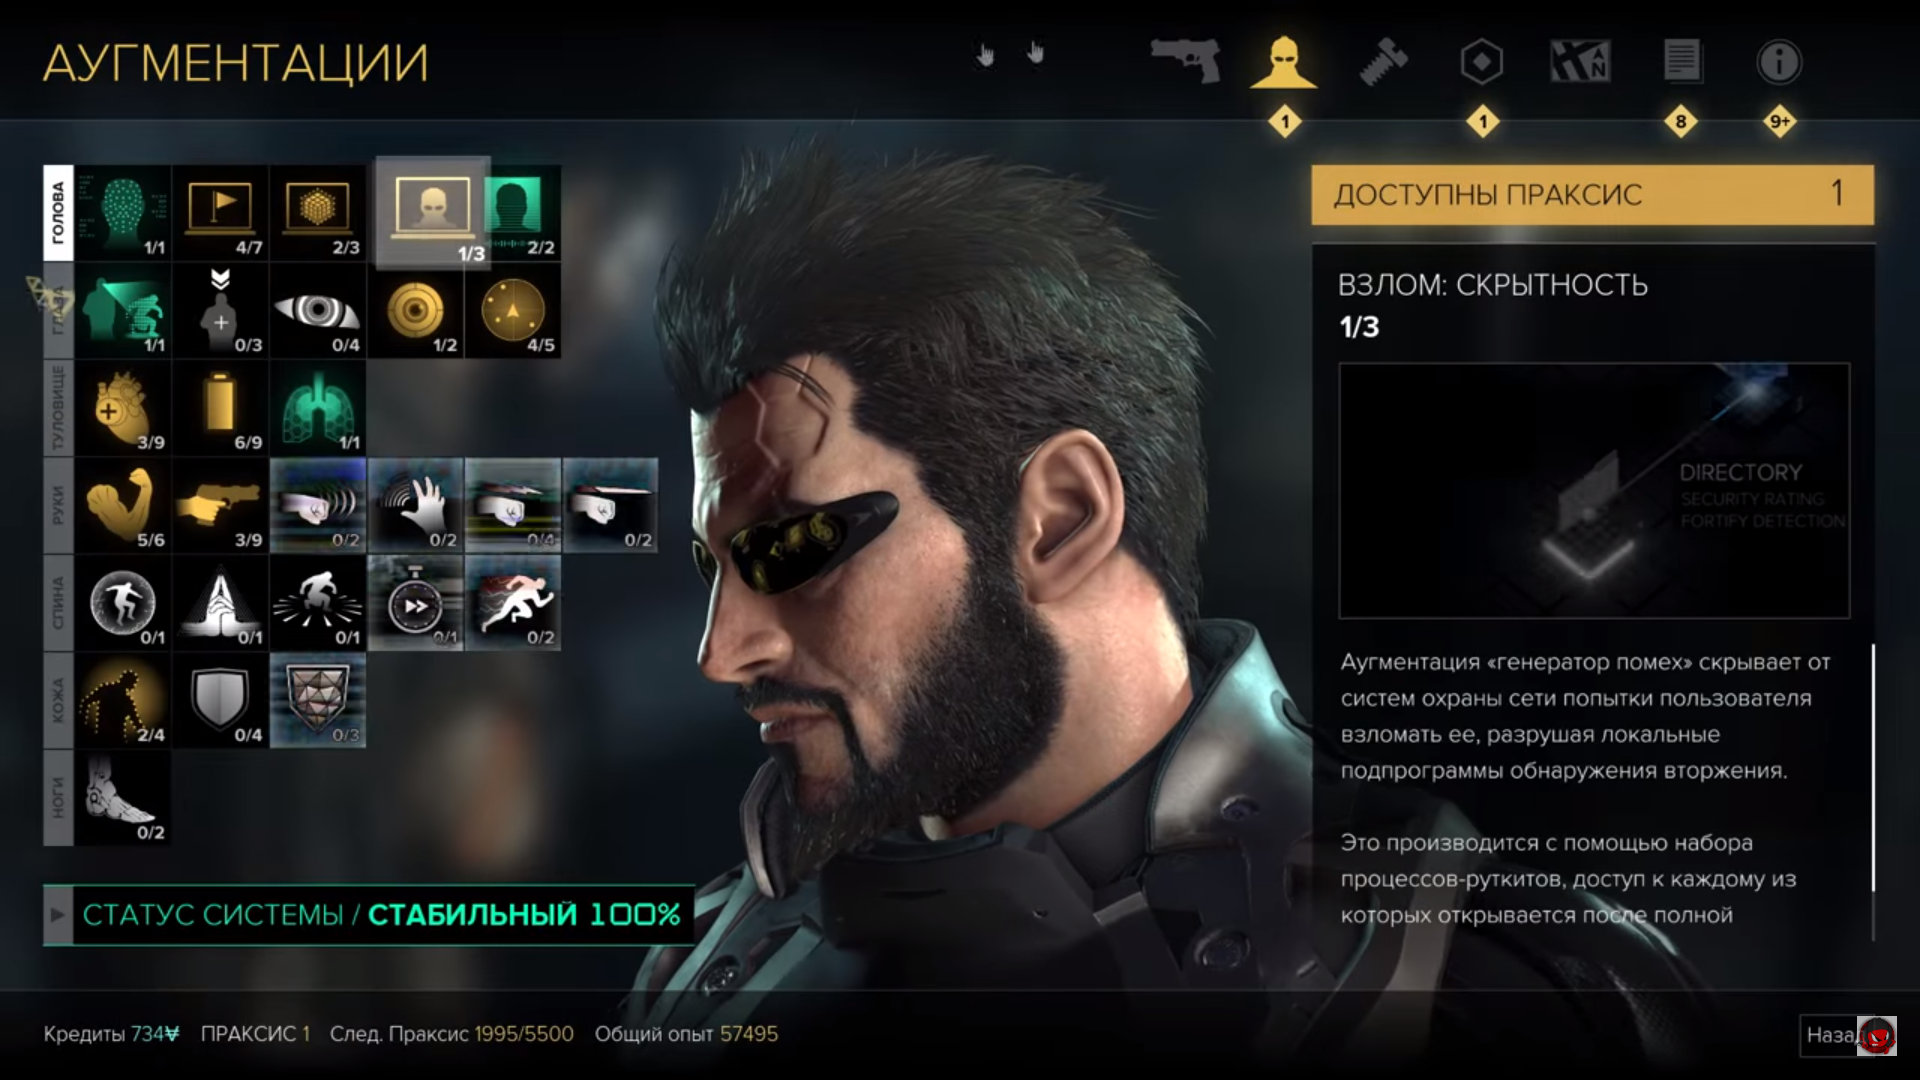 АУГМЕНТАЦИИ
1
1
8
9+
ДОСТУПНЫ ПРАКСИС 1
ГОЛОВА
1/1
4/7
2/3
1/3
2/2
ГЛАЗА
1/1
0/3
0/4
1/2
4/5
ТУЛОВИЩЕ
3/9
6/9
1/1
РУКИ
5/6
3/9
0/2
0/2
0/4
0/2
СПИНА
0/1
0/1
0/1
0/1
0/2
КОЖА
2/4
0/4
0/3
НОГИ
0/2
ВЗЛОМ: СКРЫТНОСТЬ
1/3
DIRECTORY
SECURITY RATING
FORTIFY DETECTION
Аугментация «генератор помех» скрывает от
систем охраны сети попытки пользователя
взломать ее, разрушая локальные
подпрограммы обнаружения вторжения.
Это производится с помощью набора
процессов-руткитов, доступ к каждому из
которых открывается после полной
СТАТУС СИСТЕМЫ / СТАБИЛЬНЫЙ 100%
Кредиты 734 ПРАКСИС 1 След. Праксис 1995/5500 Общий опыт 57495
Назад